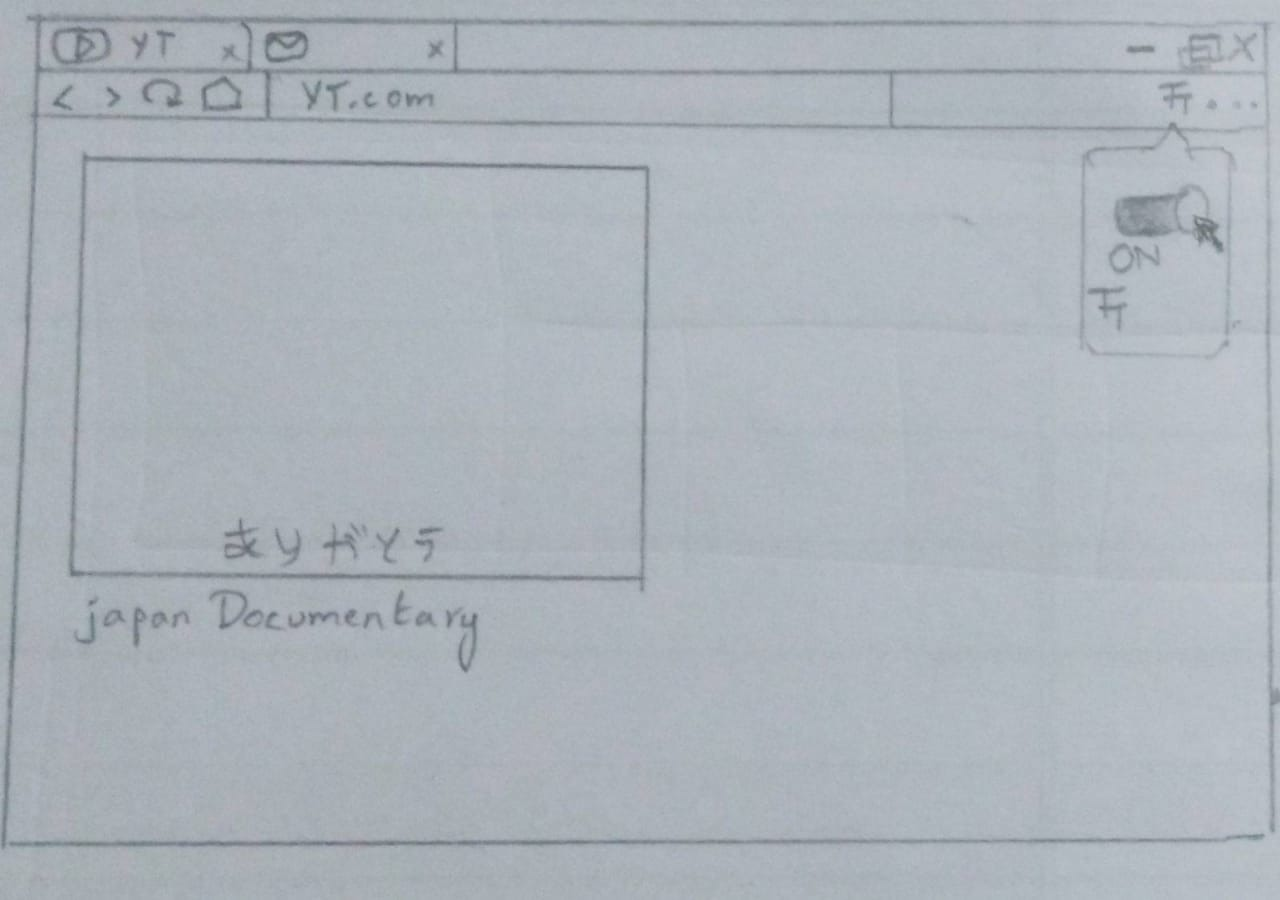 YT x x
YT.com
ON
ありがとう
japan Documentary